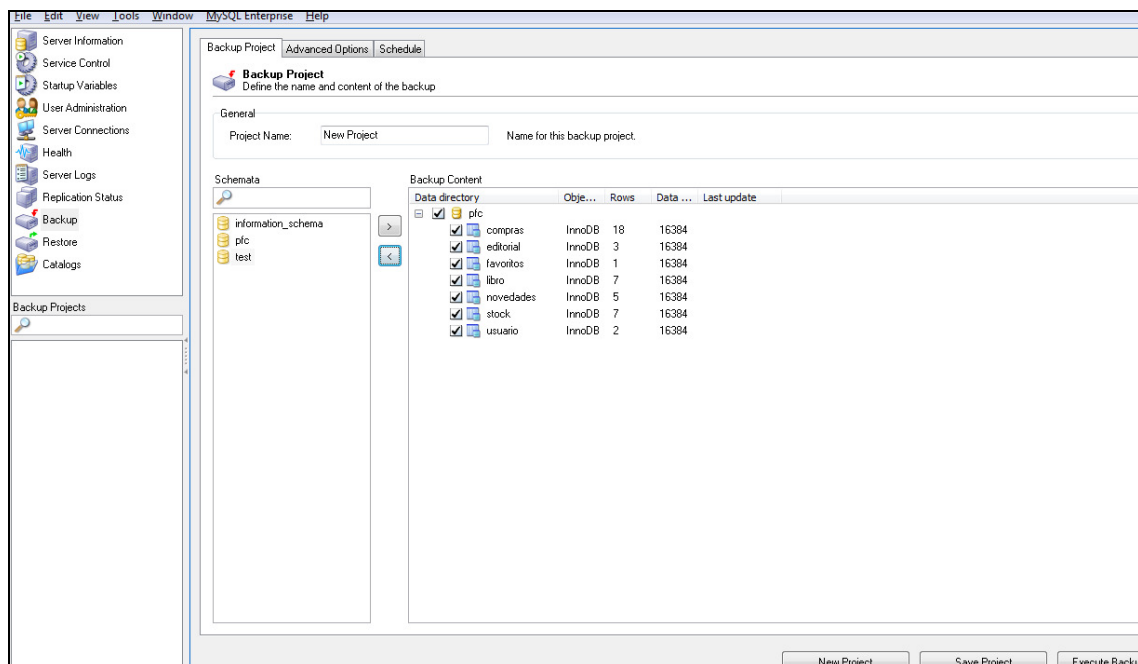 File Edit View Tools Window MySQL Enterprise Help
Server Information
Service Control
Startup Variables
User Administration
Server Connections
Health
Server Logs
Replication Status
Backup
Restore
Catalogs
Backup Projects
Backup Project Advanced Options Schedule
Backup Project
Define the name and content of the backup
General
Project Name: New Project Name for this backup project.
Schemata
information_schema
pfc
test
> 
<
Backup Content
Data directory Obje... Rows Data ... Last update
pfc
compras InnoDB 18 16384
editorial InnoDB 3 16384
favoritos InnoDB 1 16384
libro InnoDB 7 16384
novedades InnoDB 5 16384
stock InnoDB 7 16384
usuario InnoDB 2 16384
New Project Save Project Execute Backu